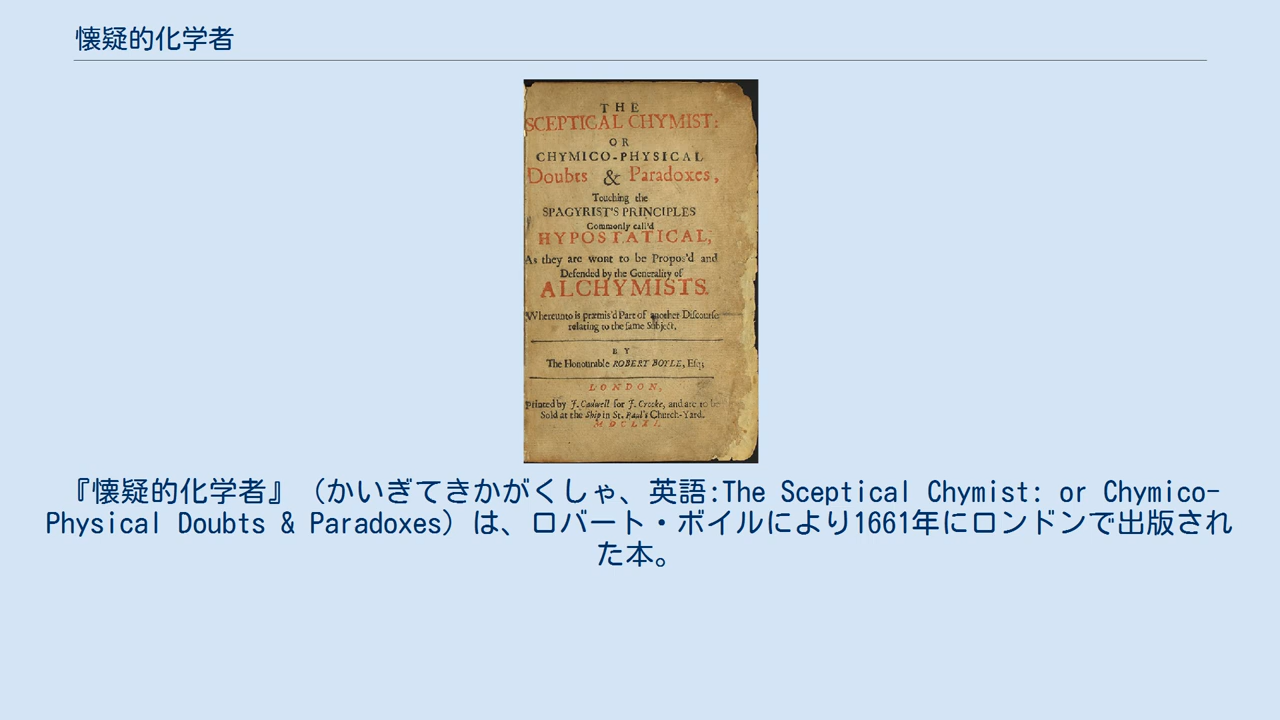 懐疑的化学者
THE
SCEPTICAL CHYMIST:
OR
CHYMICO-PHYSICAL
Doubts & Paradoxes,
Touching the
SPAGYRIST'S PRINCIPLES
Commonly call'd
HYPOSTATICAL,
As they are wont to be Propos'd and
Defended by the Generality of
ALCHYMISTS.
Whereunto is præmis'd Part of another Discourse
relating to the same Subject.
BY
The Honourable ROBERT BOYLE, Esq;
LONDON,
Printed by J. Cadwell for J. Crooke, and are to be
Sold at the Ship in St. Paul's Church-Yard.
MDCLXI.
『懐疑的化学者』（かいぎてきかがくしゃ、英語:The Sceptical Chymist: or Chymico-
Physical Doubts & Paradoxes）は、ロバート・ボイルにより1661年にロンドンで出版され
た本。